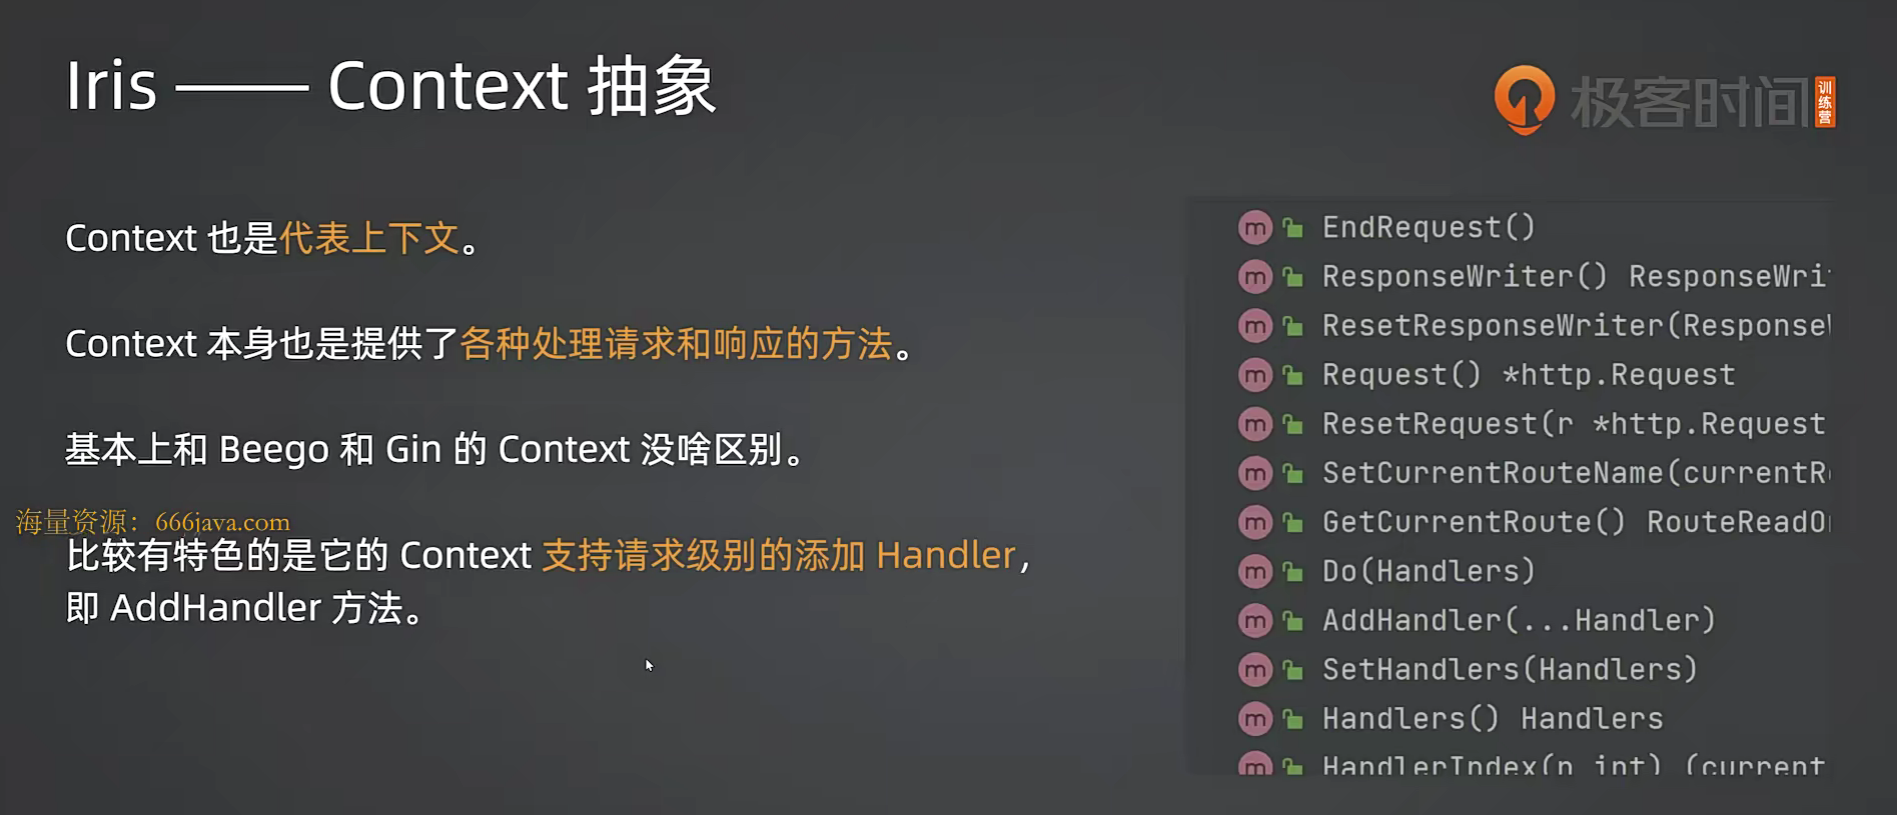 Iris —— Context 抽象
极客时间
训练营
Context 也是代表上下文。
Context 本身也是提供了各种处理请求和响应的方法。
基本上和 Beego 和 Gin 的 Context 没啥区别。
海量资源：666java.com
比较有特色的是它的 Context 支持请求级别的添加 Handler，
即 AddHandler 方法。
m EndRequest()
m ResponseWriter() ResponseWri
m ResetResponseWriter(Response
m Request() *http.Request
m ResetRequest(r *http.Request
m SetCurrentRouteName(currentR
m GetCurrentRoute() RouteReadO
m Do(Handlers)
m AddHandler(...Handler)
m SetHandlers(Handlers)
m Handlers() Handlers
m HandlerIndex(n int) (current